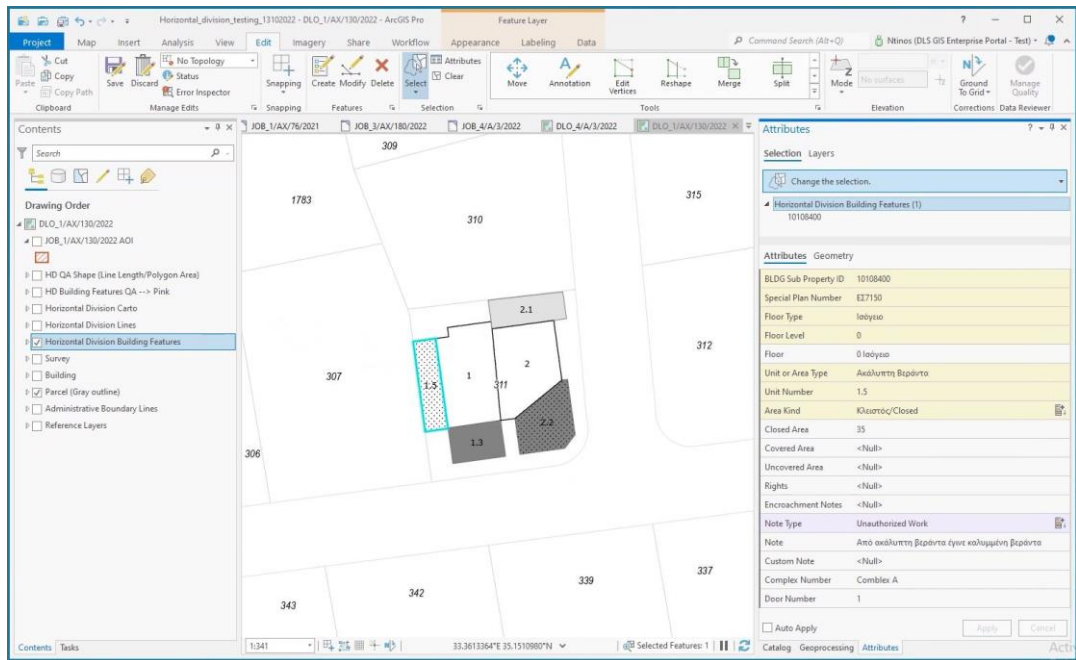 Horizontal_division_testing_13102022 - DLO_1/AX/130/2022 - ArcGIS Pro
Feature Layer
?
Project Map Insert Analysis View Edit Imagery Share Workflow Appearance Labeling Data
Command Search (Alt+Q)
Ntinos (DLS GIS Enterprise Portal - Test)
Paste
Cut
Copy
Copy Path
Clipboard
Save Discard
No Topology
Status
Error Inspector
Manage Edits
Snapping
Snapping
Create Modify Delete
Features
Select
Attributes
Clear
Selection
Move Annotation Edit Vertices Reshape Merge Split
Tools
Mode
No surfaces
Elevation
Ground To Grid
Corrections
Manage Quality
Data Reviewer
Contents
Search
Drawing Order
DLO_1/AX/130/2022
JOB_1/AX/130/2022 AOI
HD QA Shape (Line Length/Polygon Area)
HD Building Features QA --> Pink
Horizontal Division Carto
Horizontal Division Lines
Horizontal Division Building Features
Survey
Building
Parcel (Gray outline)
Administrative Boundary Lines
Reference Layers
Contents Tasks
JOB_1/AX/76/2021 JOB_3/AX/180/2022 JOB_4/A/3/2022 DLO_4/A/3/2022 DLO_1/AX/130/2022
309
1783
310
315
2.1
312
307
1.5
1
311
2
2.2
1.3
306
337
339
342
343
1:341
33.3613364°E 35.1510980°N
Selected Features: 1
Attributes
Selection Layers
Change the selection.
Horizontal Division Building Features (1)
10108400
Attributes Geometry
BLDG Sub Property ID 10108400
Special Plan Number ΕΣ7150
Floor Type Ισόγειο
Floor Level 0
Floor 0 Ισόγειο
Unit or Area Type Ακάλυπτη Βεράντα
Unit Number 1.5
Area Kind Κλειστός/Closed
Closed Area 35
Covered Area <Null>
Uncovered Area <Null>
Rights <Null>
Encroachment Notes <Null>
Note Type Unauthorized Work
Note Από ακάλυπτη βεράντα έγινε καλυμμένη βεράντα
Custom Note <Null>
Complex Number Comblex A
Door Number 1
Auto Apply
Apply Cancel
Catalog Geoprocessing Attributes
Acti